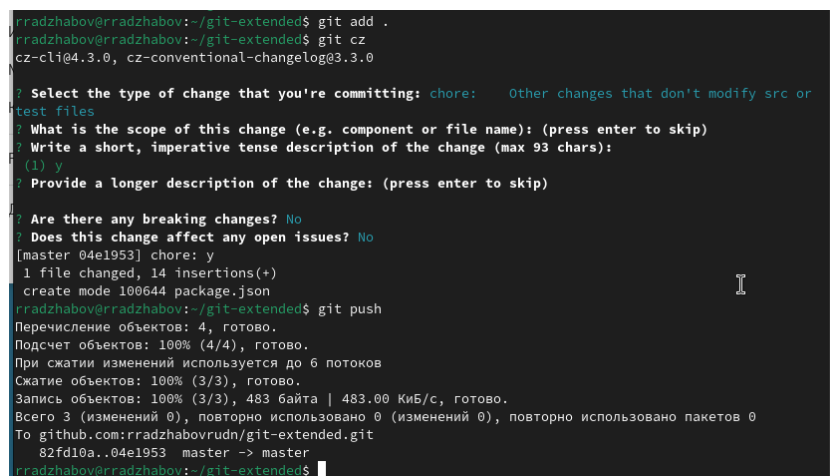 rradzhabov@rradzhabov:~/git-extended$ git add .
rradzhabov@rradzhabov:~/git-extended$ git cz
cz-cli@4.3.0, cz-conventional-changelog@3.3.0
? Select the type of change that you're committing: chore:    Other changes that don't modify src or
test files
? What is the scope of this change (e.g. component or file name): (press enter to skip)
? Write a short, imperative tense description of the change (max 93 chars):
(1) y
? Provide a longer description of the change: (press enter to skip)
? Are there any breaking changes? No
? Does this change affect any open issues? No
[master 04e1953] chore: y
1 file changed, 14 insertions(+)
create mode 100644 package.json
rradzhabov@rradzhabov:~/git-extended$ git push
Перечисление объектов: 4, готово.
Подсчет объектов: 100% (4/4), готово.
При сжатии изменений используется до 6 потоков
Сжатие объектов: 100% (3/3), готово.
Запись объектов: 100% (3/3), 483 байта | 483.00 КиБ/с, готово.
Всего 3 (изменений 0), повторно использовано 0 (изменений 0), повторно использовано пакетов 0
To github.com:rradzhabovrudn/git-extended.git
82fd10a..04e1953  master -> master
rradzhabov@rradzhabov:~/git-extended$